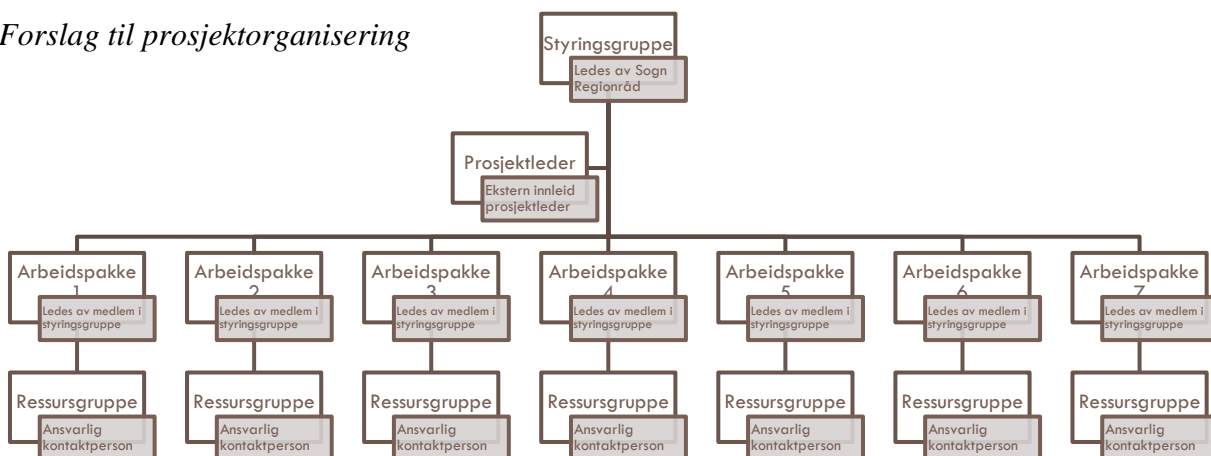 Forslag til prosjektorganisering
Styringsgruppe
Ledes av Sogn
Regionråd
Prosjektleder
Ekstern innleid
prosjektleder
Arbeidspakke
1
Ledes av medlem i
styringsgruppe
Arbeidspakke
2
Ledes av medlem i
styringsgruppe
Arbeidspakke
3
Ledes av medlem i
styringsgruppe
Arbeidspakke
4
Ledes av medlem i
styringsgruppe
Arbeidspakke
5
Ledes av medlem i
styringsgruppe
Arbeidspakke
6
Ledes av medlem i
styringsgruppe
Arbeidspakke
7
Ledes av medlem i
styringsgruppe
Ressursgruppe
Ansvarlig
kontaktperson
Ressursgruppe
Ansvarlig
kontaktperson
Ressursgruppe
Ansvarlig
kontaktperson
Ressursgruppe
Ansvarlig
kontaktperson
Ressursgruppe
Ansvarlig
kontaktperson
Ressursgruppe
Ansvarlig
kontaktperson
Ressursgruppe
Ansvarlig
kontaktperson